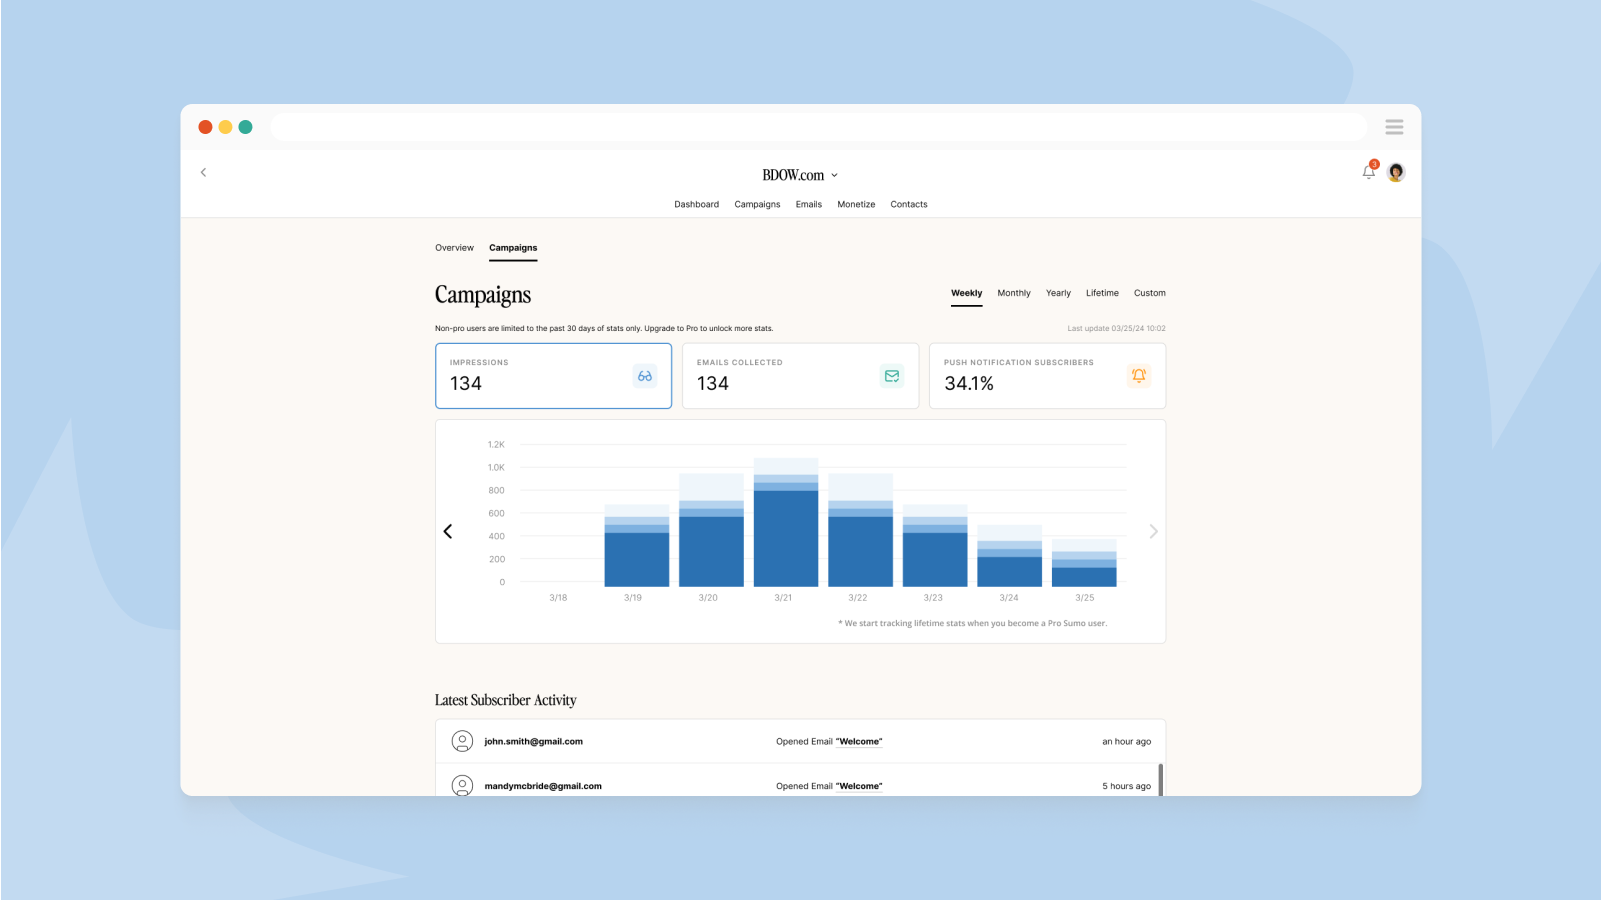 BDOW.com
3
Dashboard Campaigns Emails Monetize Contacts
Overview Campaigns
Campaigns
Weekly Monthly Yearly Lifetime Custom
Non-pro users are limited to the past 30 days of stats only. Upgrade to Pro to unlock more stats.
Last update 03/25/24 10:02
IMPRESSIONS
134
EMAILS COLLECTED
134
PUSH NOTIFICATION SUBSCRIBERS
34.1%
1.2K
1.0K
800
600
400
200
0
3/18 3/19 3/20 3/21 3/22 3/23 3/24 3/25
* We start tracking lifetime stats when you become a Pro Sumo user.
Latest Subscriber Activity
john.smith@gmail.com Opened Email “Welcome” an hour ago
mandymcbride@gmail.com Opened Email “Welcome” 5 hours ago